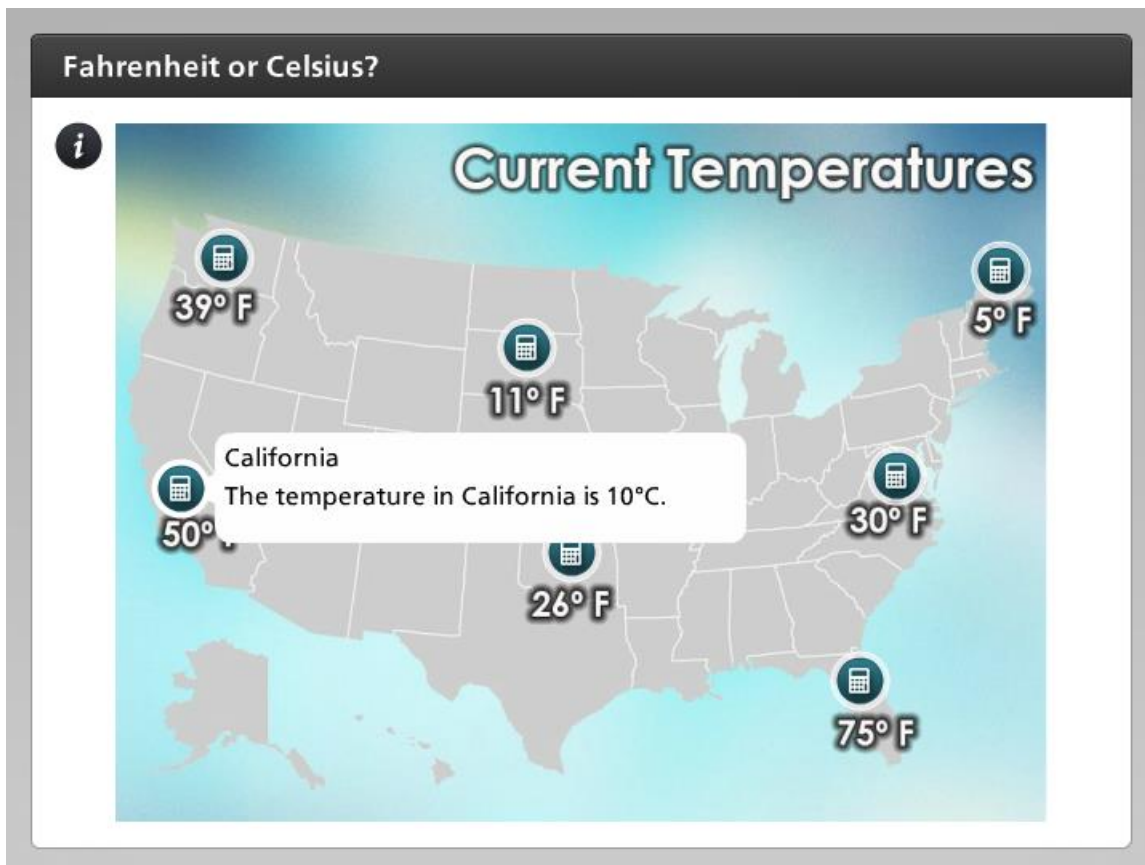 Fahrenheit or Celsius?
i
Current Temperatures
39° F
5° F
11° F
California
The temperature in California is 10°C.
50°
30° F
26° F
75° F